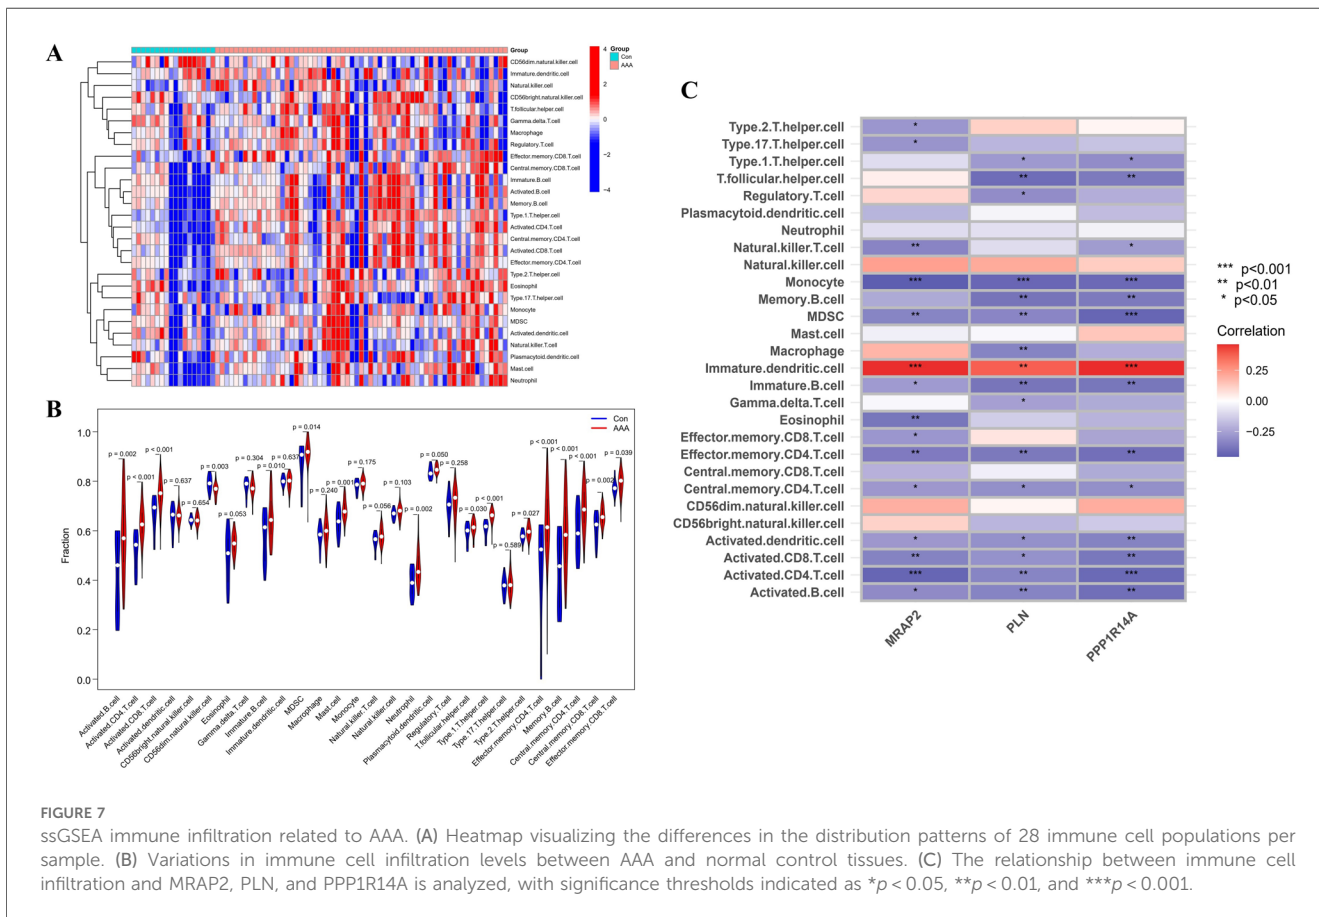 A
Group
CD56dim.natural.killer.cell
Immature.dendritic.cell
Natural.killer.cell
CD56bright.natural.killer.cell
T.follicular.helper.cell
Gamma.delta.T.cell
Macrophage
Regulatory.T.cell
Effector.memory.CD8.T.cell
Central.memory.CD8.T.cell
Immature.B.cell
Activated.B.cell
Memory.B.cell
Type.1.T.helper.cell
Activated.CD4.T.cell
Central.memory.CD4.T.cell
Activated.CD8.T.cell
Effector.memory.CD4.T.cell
Type.2.T.helper.cell
Eosinophil
Type.17.T.helper.cell
Monocyte
MDSC
Activated.dendritic.cell
Natural.killer.T.cell
Plasmacytoid.dendritic.cell
Mast.cell
Neutrophil
4
2
0
−2
−4
Group
Con
AAA
B
Con
AAA
Fraction
1.0
0.8
0.6
0.4
0.2
0.0
p = 0.002
p < 0.001
p < 0.001
p = 0.637
p = 0.654
p = 0.003
p = 0.053
p = 0.304
p = 0.010
p = 0.637
p = 0.014
p = 0.240
p = 0.001
p = 0.175
p = 0.056
p = 0.103
p = 0.002
p = 0.050
p = 0.258
p = 0.030
p < 0.001
p = 0.589
p = 0.027
p < 0.001
p < 0.001
p < 0.001
p = 0.002
p = 0.039
Activated.B.cell
Activated.CD4.T.cell
Activated.CD8.T.cell
Activated.dendritic.cell
CD56bright.natural.killer.cell
CD56dim.natural.killer.cell
Eosinophil
Gamma.delta.T.cell
Immature.B.cell
Immature.dendritic.cell
MDSC
Macrophage
Mast.cell
Monocyte
Natural.killer.T.cell
Natural.killer.cell
Neutrophil
Plasmacytoid.dendritic.cell
Regulatory.T.cell
T.follicular.helper.cell
Type.1.T.helper.cell
Type.17.T.helper.cell
Type.2.T.helper.cell
Effector.memory.CD4.T.cell
Memory.B.cell
Central.memory.CD4.T.cell
Central.memory.CD8.T.cell
Effector.memory.CD8.T.cell
C
Type.2.T.helper.cell *
Type.17.T.helper.cell *
Type.1.T.helper.cell * *
T.follicular.helper.cell ** **
Regulatory.T.cell *
Plasmacytoid.dendritic.cell
Neutrophil
Natural.killer.T.cell ** *
Natural.killer.cell
Monocyte *** *** ***
Memory.B.cell ** **
MDSC ** ** ***
Mast.cell
Macrophage **
Immature.dendritic.cell *** ** ***
Immature.B.cell * ** **
Gamma.delta.T.cell *
Eosinophil **
Effector.memory.CD8.T.cell *
Effector.memory.CD4.T.cell ** ** **
Central.memory.CD8.T.cell
Central.memory.CD4.T.cell * * *
CD56dim.natural.killer.cell
CD56bright.natural.killer.cell
Activated.dendritic.cell * * **
Activated.CD8.T.cell ** * **
Activated.CD4.T.cell *** ** ***
Activated.B.cell * ** **
MRAP2
PLN
PPP1R14A
*** p<0.001
** p<0.01
* p<0.05
Correlation
0.25
0.00
−0.25
FIGURE 7
ssGSEA immune infiltration related to AAA. (A) Heatmap visualizing the differences in the distribution patterns of 28 immune cell populations per
sample. (B) Variations in immune cell infiltration levels between AAA and normal control tissues. (C) The relationship between immune cell
infiltration and MRAP2, PLN, and PPP1R14A is analyzed, with significance thresholds indicated as *p < 0.05, **p < 0.01, and ***p < 0.001.